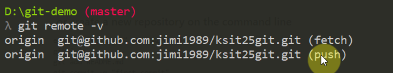 D:\git-demo (master)
λ git remote -v
origin  git@github.com:jimi1989/ksit25git.git (fetch)
origin  git@github.com:jimi1989/ksit25git.git (push)